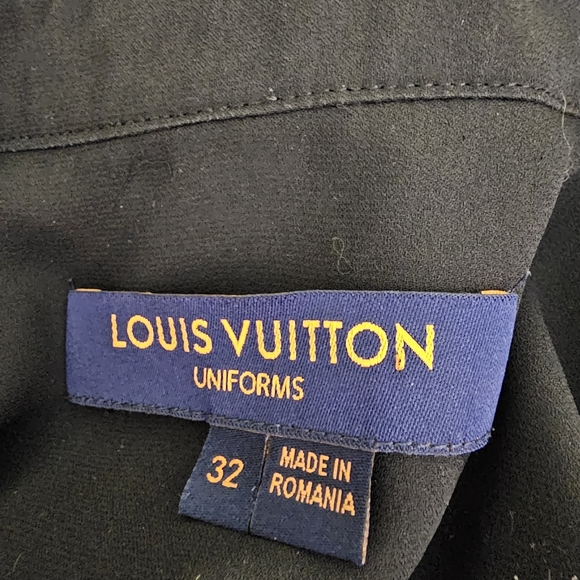 LOUIS VUITTON
UNIFORMS
32
MADE IN
ROMANIA